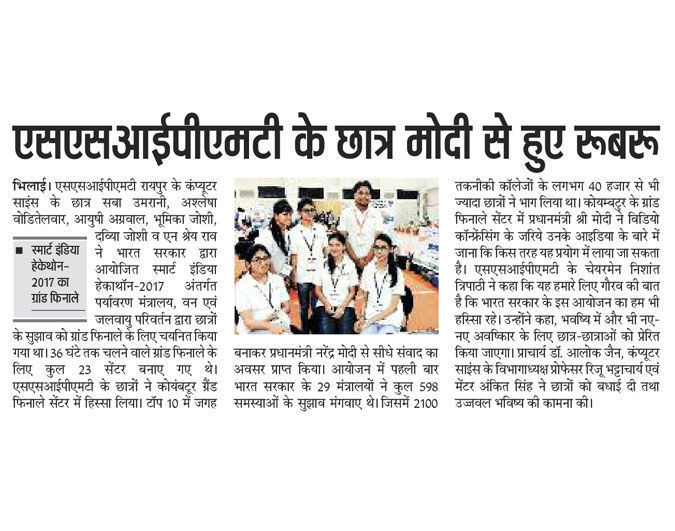 एसएसआईपीएमटी के छात्र मोदी से हुए रूबरू
भिलाई। एसएसआईपीएमटी रायपुर के कंप्यूटर
साइंस के छात्र सबा उमरानी, अश्लेषा
वोडितेलवार, आयुषी अग्रवाल, भूमिका जोशी,
दिव्या जोशी व एन श्रेय राव
ने भारत सरकार द्वारा
आयोजित स्मार्ट इंडिया
हेकाथॉन-2017 अंतर्गत
पर्यावरण मंत्रालय, वन एवं
जलवायु परिवर्तन द्वारा छात्रों
स्मार्ट इंडिया
हेकेथोन-
2017 का
ग्रांड फिनाले
के सुझाव को ग्रांड फिनाले के लिए चयनित किया
गया था। 36 घंटे तक चलने वाले ग्रांड फिनाले के
लिए कुल 23 सेंटर बनाए गए थे।
एसएसआईपीएमटी के छात्रों ने कोयंबटूर ग्रैंड
फिनाले सेंटर में हिस्सा लिया। टॉप 10 में जगह
बनाकर प्रधानमंत्री नरेंद्र मोदी से सीधे संवाद का
अवसर प्राप्त किया। आयोजन में पहली बार
भारत सरकार के 29 मंत्रालयों ने कुल 598
समस्याओं के सुझाव मंगवाए थे। जिसमें 2100
तकनीकी कॉलेजों के लगभग 40 हजार से भी
ज्यादा छात्रों ने भाग लिया था। कोयम्बटूर के ग्रांड
फिनाले सेंटर में प्रधानमंत्री श्री मोदी ने विडियो
कॉन्फ्रेंसिंग के जरिये उनके आइडिया के बारे में
जाना कि किस तरह यह प्रयोग में लाया जा सकता
है। एसएसआईपीएमटी के चेयरमेन निशांत
त्रिपाठी ने कहा कि यह हमारे लिए गौरव की बात
है कि भारत सरकार के इस आयोजन का हम भी
हिस्सा रहे। उन्होंने कहा, भवष्यि में और भी नए-
नए अवष्किार के लिए छात्र-छात्राओं को प्रेरित
किया जाएगा। प्राचार्य डॉ. आलोक जैन, कंप्यूटर
साइंस के विभागाध्यक्ष प्रोफेसर रिजू भट्टाचार्य एवं
मेंटर अंकित सिंह ने छात्रों को बधाई दी तथा
उज्जवल भविष्य की कामना की।